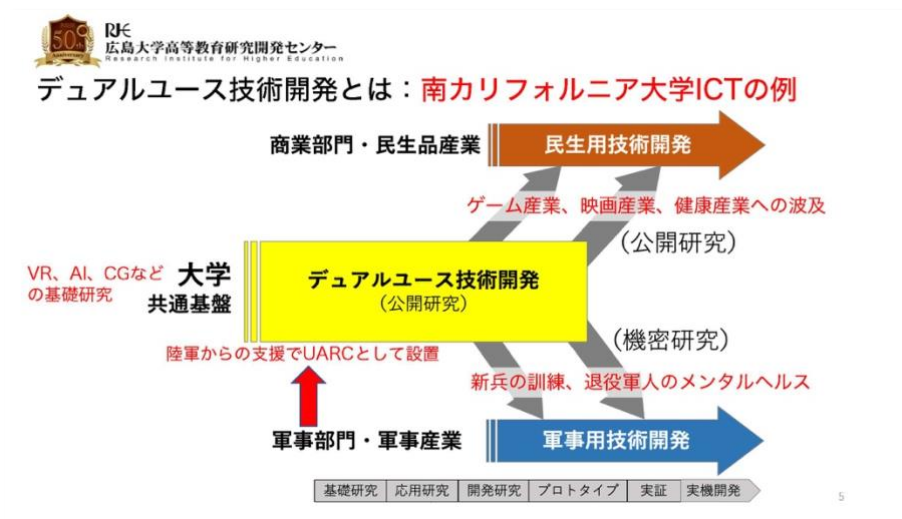 50th
Anniversary
RIHE
広島大学高等教育研究開発センター
Research Institute for Higher Education
デュアルユース技術開発とは：南カリフォルニア大学ICTの例
商業部門・民生品産業
民生用技術開発
ゲーム産業、映画産業、健康産業への波及
（公開研究）
VR、AI、CGなど
の基礎研究
大学
共通基盤
デュアルユース技術開発
（公開研究）
陸軍からの支援でUARCとして設置
（機密研究）
新兵の訓練、退役軍人のメンタルヘルス
軍事部門・軍事産業
軍事用技術開発
基礎研究 応用研究 開発研究 プロトタイプ 実証 実機開発
5